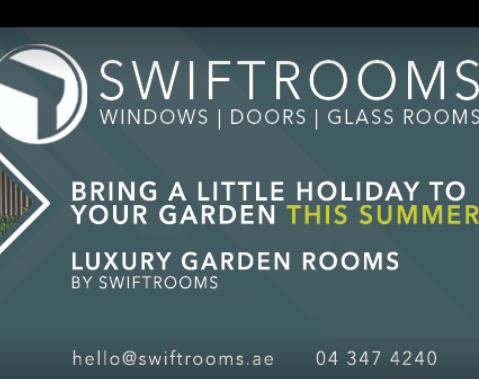 SWIFTROOMS
WINDOWS | DOORS | GLASS ROOMS
BRING A LITTLE HOLIDAY TO
YOUR GARDEN THIS SUMMER
LUXURY GARDEN ROOMS
BY SWIFTROOMS
hello@swiftrooms.ae 04 347 4240